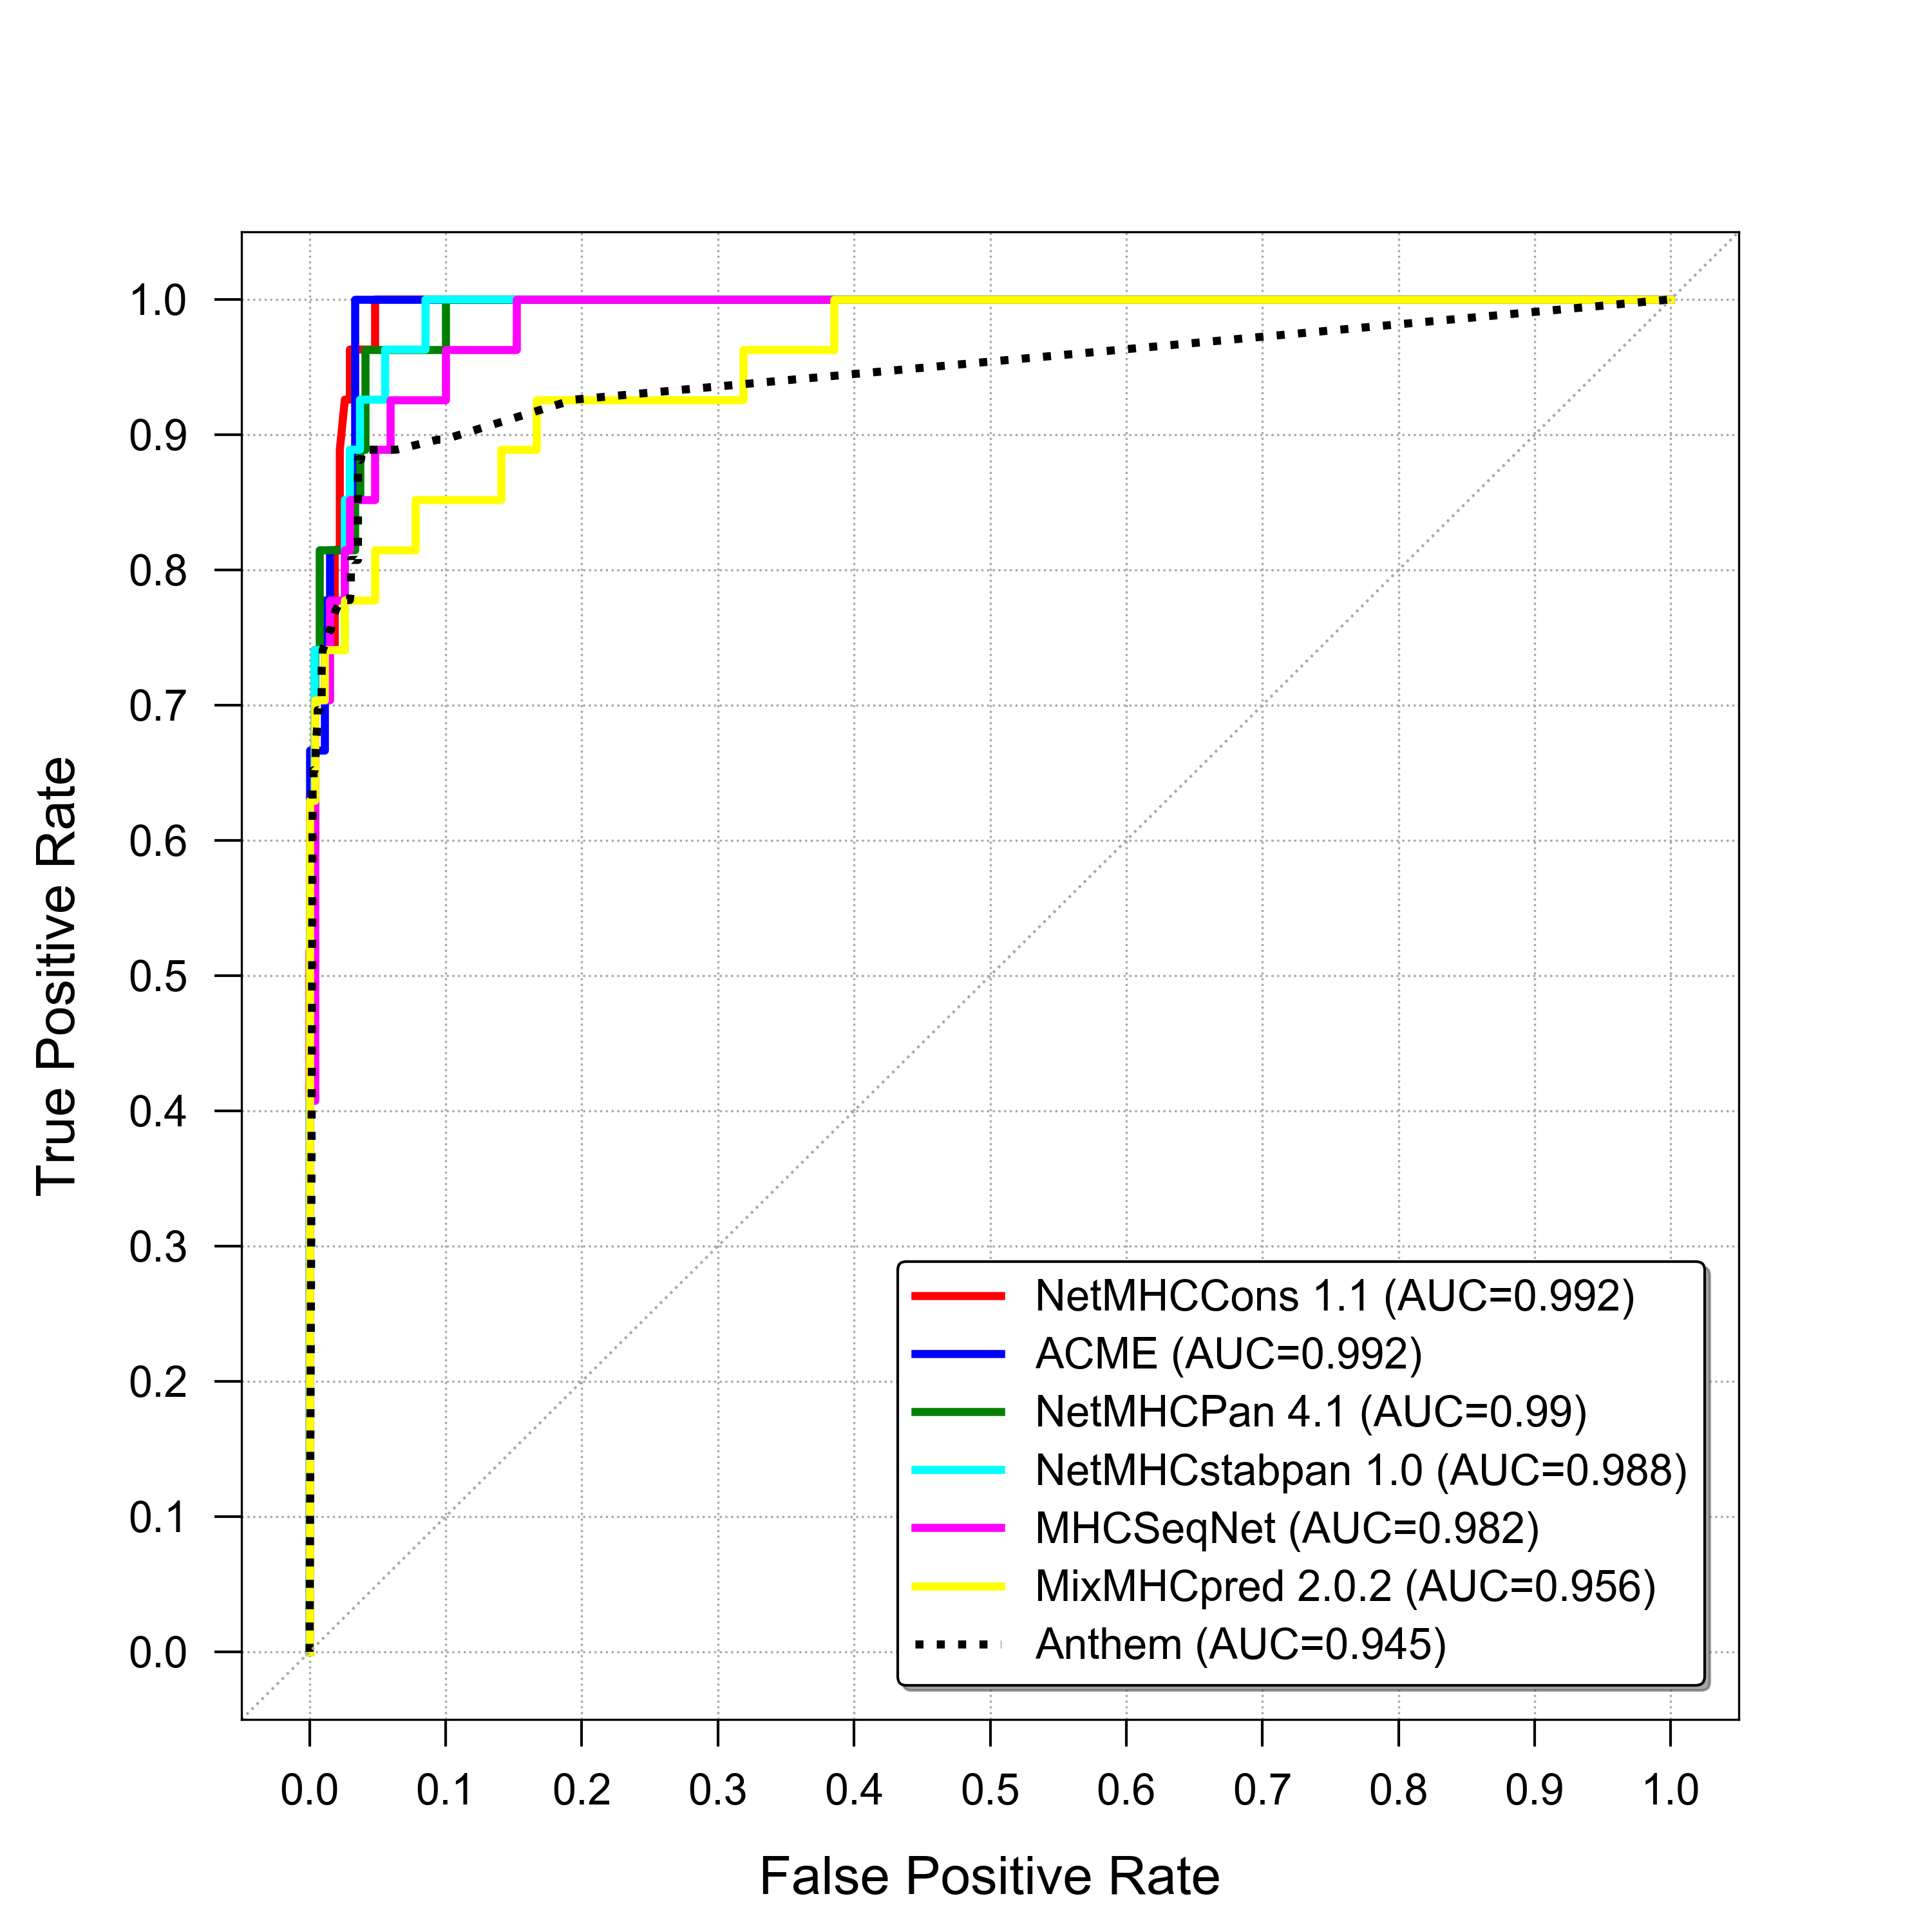 1.0
0.9
0.8
0.7
0.6
0.5
0.4
0.3
0.2
0.1
0.0
True Positive Rate
NetMHCCons 1.1 (AUC=0.992)
ACME (AUC=0.992)
NetMHCPan 4.1 (AUC=0.99)
NetMHCstabpan 1.0 (AUC=0.988)
MHCSeqNet (AUC=0.982)
MixMHCpred 2.0.2 (AUC=0.956)
Anthem (AUC=0.945)
0.0 0.1 0.2 0.3 0.4 0.5 0.6 0.7 0.8 0.9 1.0
False Positive Rate